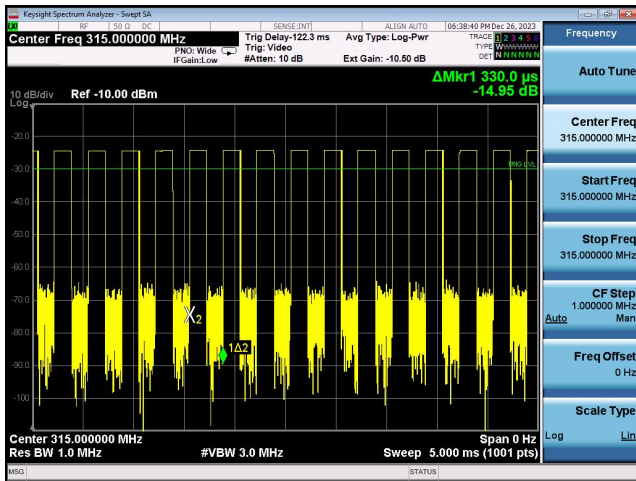 Keysight Spectrum Analyzer - Swept SA
RF 50 Ω DC SENSE:INT ALIGN AUTO 06:38:40 PM Dec 26, 2023
Center Freq 315.000000 MHz
PNO: Wide
IFGain:Low
Trig Delay-122.3 ms
Trig: Video
#Atten: 10 dB
Avg Type: Log-Pwr
Ext Gain: -10.50 dB
TRACE 1 2 3 4 5 6
TYPE WWWWWW
DET N N N N N N
ΔMkr1 330.0 µs
-14.95 dB
10 dB/div
Log
Ref -10.00 dBm
-20.0
-30.0
-40.0
-50.0
-60.0
-70.0
-80.0
-90.0
-100
TRIG LVL
X2
1Δ2
Center 315.000000 MHz
Span 0 Hz
Res BW 1.0 MHz
#VBW 3.0 MHz
Sweep 5.000 ms (1001 pts)
MSG
STATUS
Frequency
Auto Tune
Center Freq
315.000000 MHz
Start Freq
315.000000 MHz
Stop Freq
315.000000 MHz
CF Step
1.000000 MHz
Auto Man
Freq Offset
0 Hz
Scale Type
Log Lin